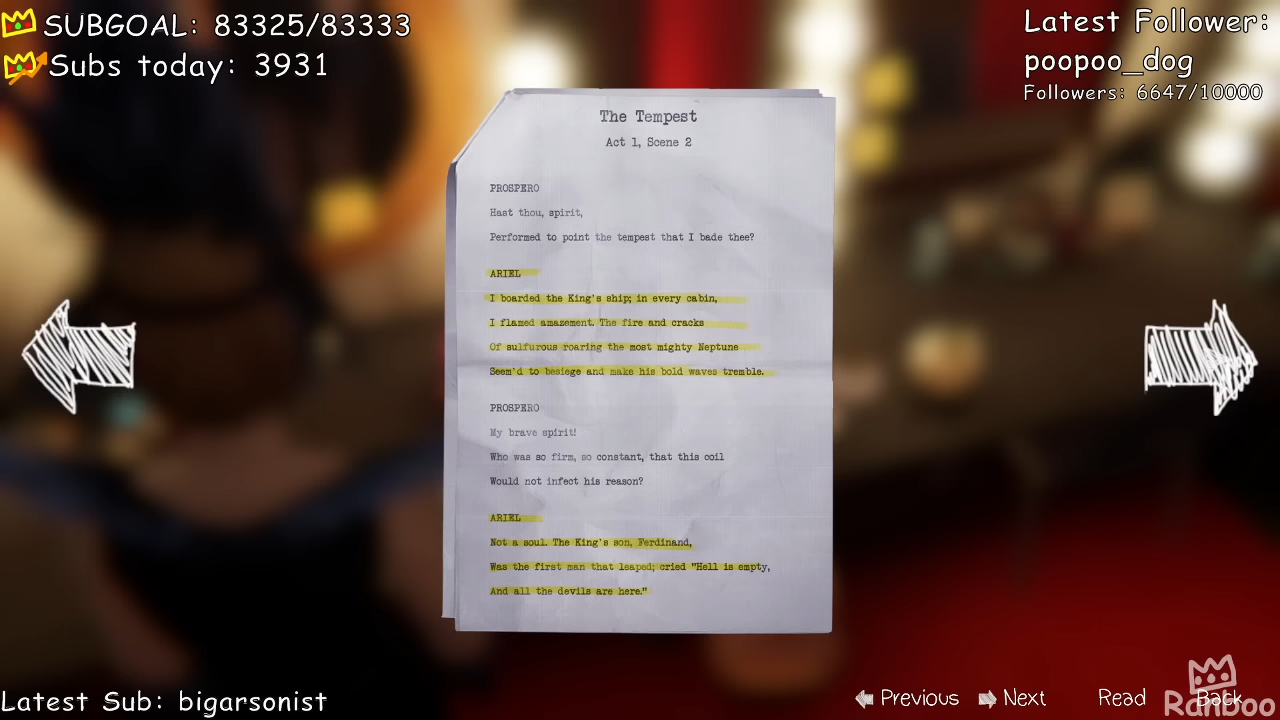 SUBGOAL: 83325/83333
Subs today: 3931
Latest Follower:
poopoo_dog
Followers: 6647/10000
The Tempest
Act 1, Scene 2
PROSPERO
Hast thou, spirit,
Performed to point the tempest that I bade thee?
ARIEL
I boarded the King's ship; in every cabin,
I flamed amazement. The fire and cracks
Of sulfurous roaring the most mighty Neptune
Seem'd to besiege and make his bold waves tremble.
PROSPERO
My brave spirit!
Who was so firm, so constant, that this coil
Would not infect his reason?
ARIEL
Not a soul. The King's son, Ferdinand,
Was the first man that leaped; cried "Hell is empty,
And all the devils are here."
Latest Sub: bigarsonist
Previous Next Read Back
Ranboo